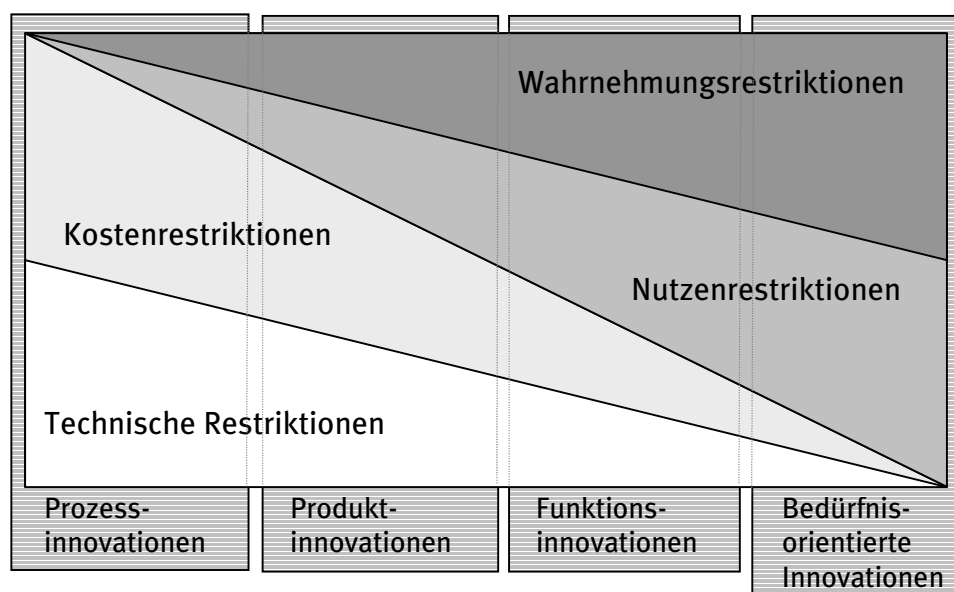 Wahrnehmungsrestriktionen
Kostenrestriktionen
Nutzenrestriktionen
Technische Restriktionen
Prozess-
innovationen
Produkt-
innovationen
Funktions-
innovationen
Bedürfnis-
orientierte
Innovationen